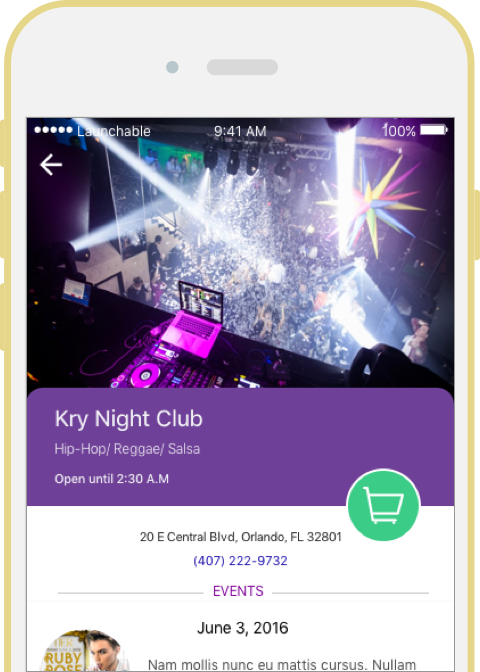 Launchable 9:41 AM 100%
Kry Night Club
Hip-Hop/ Reggae/ Salsa
Open until 2:30 A.M
20 E Central Blvd, Orlando, FL 32801
(407) 222-9732
EVENTS
June 3, 2016
RUBY
ROSE
Nam mollis nunc eu mattis cursus. Nullam